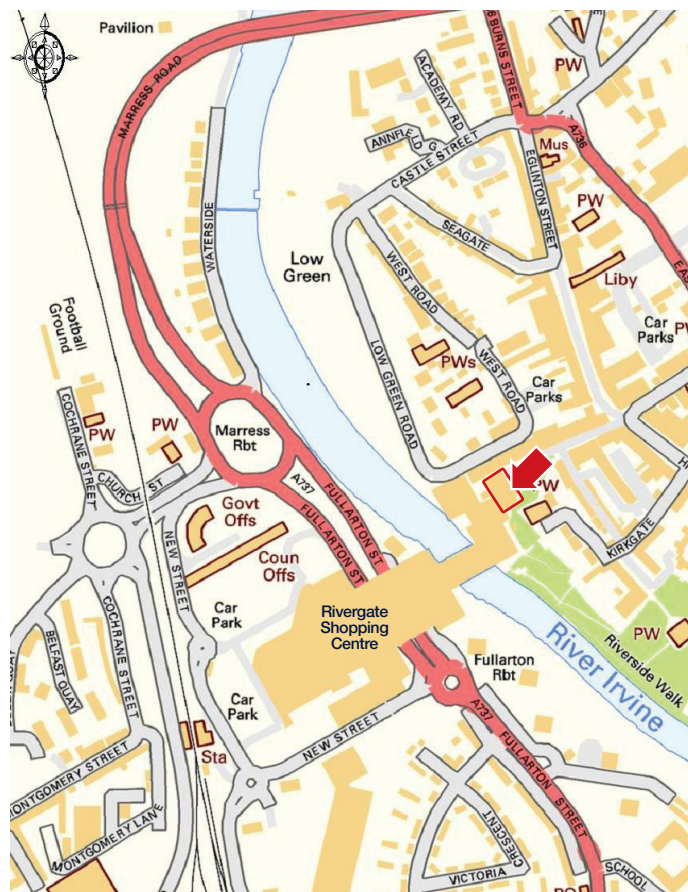 Pavilion
MARRESS ROAD
BURNS STREET
PW
ACADEMY RD
A736
ANNFIELD
G
CASTLE STREET
Mus
EGLINTON STREET
PW
WATERSIDE
SEAGATE
Low
Green
WEST ROAD
Liby
Football
Ground
Car
Parks
LOW GREEN ROAD
PWs
WEST ROAD
Car
Parks
COCHRANE STREET
PW
PW
Marress
Rbt
CHURCH ST
A737
FULLARTON ST
FULLARTON ST
PW
Govt
Offs
NEW STREET
KIRKGATE
Coun
Offs
Car
Park
Rivergate
Shopping
Centre
COCHRANE STREET
BELFAST QUAY
PW
River Irvine
Riverside Walk
Fullarton
Rbt
Car
Park
A737
FULLARTON STREET
NEW STREET
Sta
MONTGOMERY STREET
MONTGOMERY LANE
CRESCENT
VICTORIA
SCHOOL